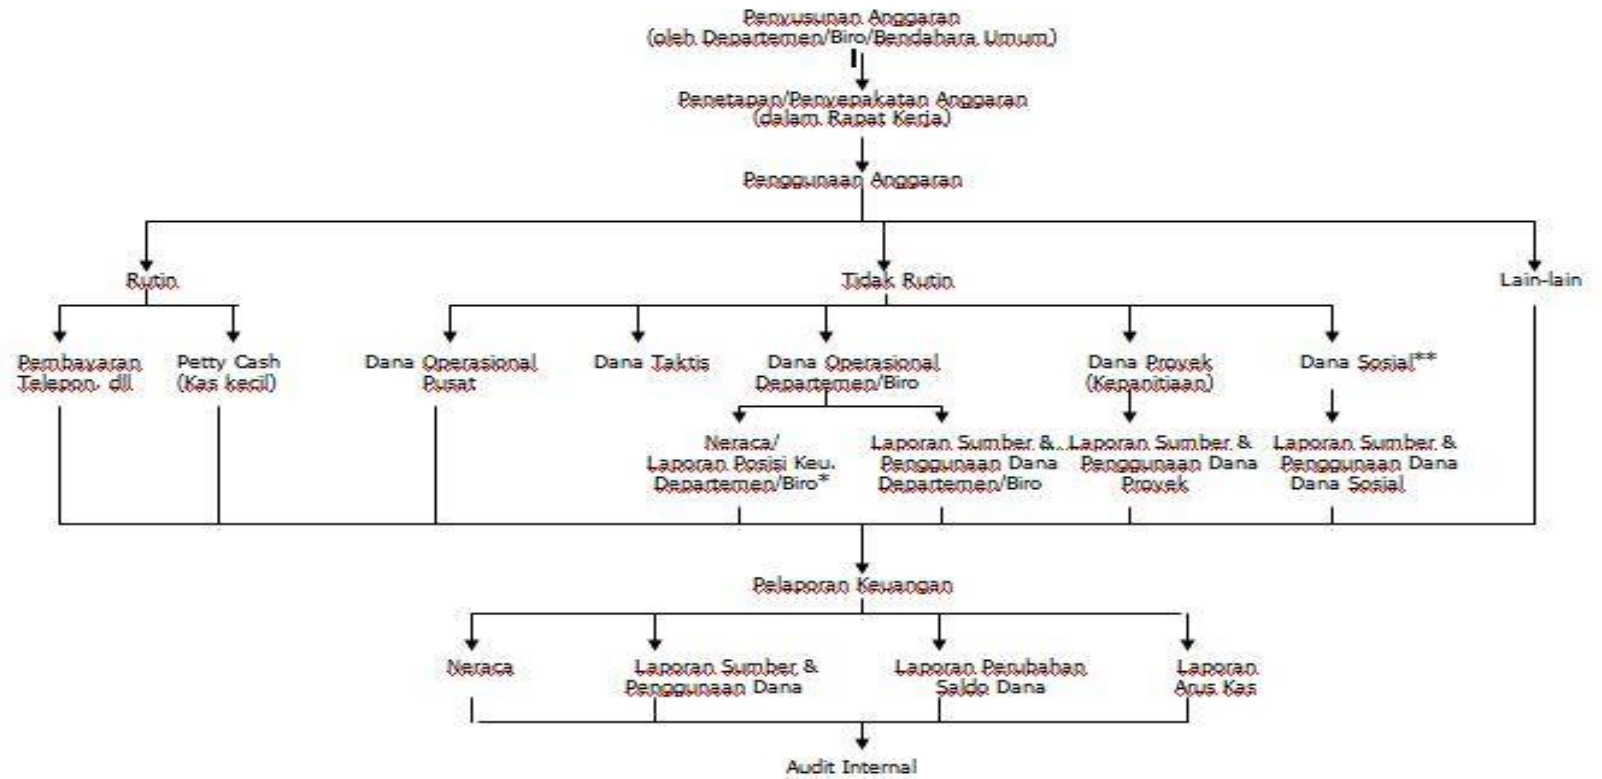 Penyusunan Anggaran
(oleh Departemen/Biro/Bendahara Umum)
Penetapan/Penyepakatan Anggaran
(dalam Rapat Kerja)
Penggunaan Anggaran
Rutin
Tidak Rutin
Lain-lain
Pembayaran
Telepon, dll
Petty Cash
(Kas kecil)
Dana Operasional
Pusat
Dana Taktis
Dana Operasional
Departemen/Biro
Dana Proyek
(Kepanitiaan)
Dana Sosial**
Neraca/
Laporan Posisi Keu.
Departemen/Biro*
Laporan Sumber &
Penggunaan Dana
Departemen/Biro
Laporan Sumber &
Penggunaan Dana
Proyek
Laporan Sumber &
Penggunaan Dana
Dana Sosial
Pelaporan Keuangan
Neraca
Laporan Sumber &
Penggunaan Dana
Laporan Perubahan
Saldo Dana
Laporan
Arus Kas
Audit Internal